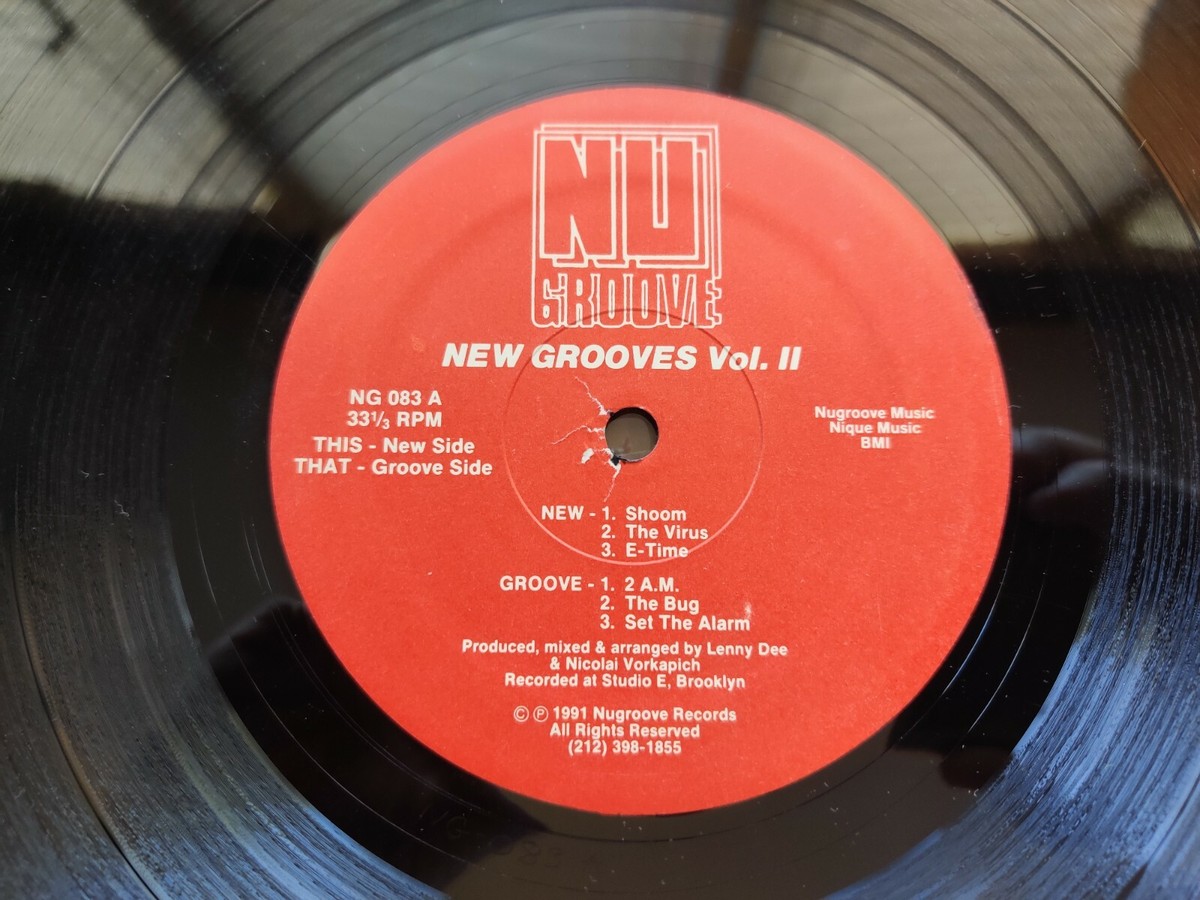 NU
GROOVE
NEW GROOVES Vol. II
NG 083 A
33⅓ RPM
THIS - New Side
THAT - Groove Side
Nugroove Music
Nique Music
BMI
NEW - 1. Shoom
2. The Virus
3. E-Time
GROOVE - 1. 2 A.M.
2. The Bug
3. Set The Alarm
Produced, mixed & arranged by Lenny Dee
& Nicolai Vorkapich
Recorded at Studio E, Brooklyn
© ℗ 1991 Nugroove Records
All Rights Reserved
(212) 398-1855